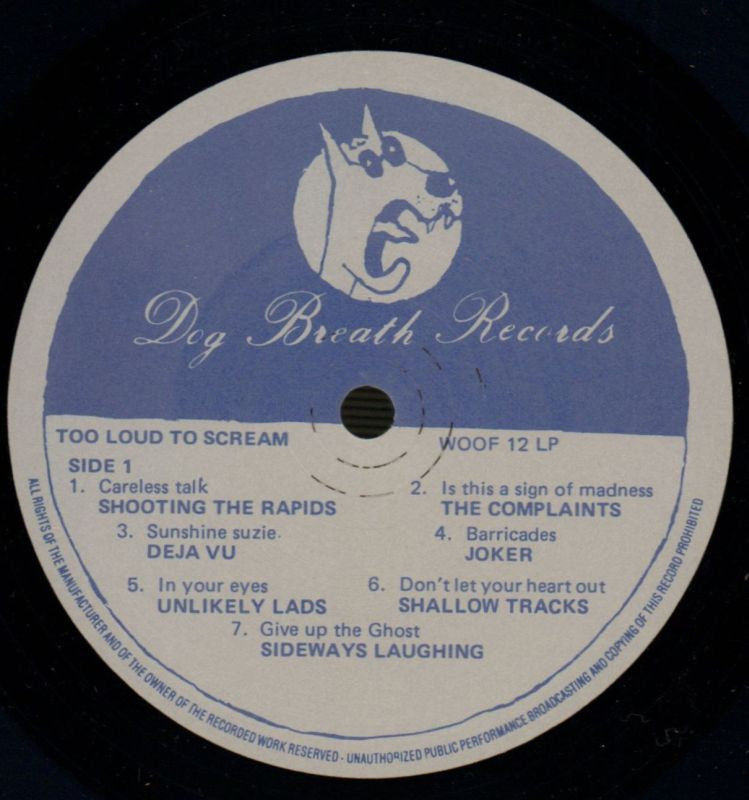 Dog Breath Records
TOO LOUD TO SCREAM
WOOF 12 LP
SIDE 1
1. Careless talk
SHOOTING THE RAPIDS
2. Is this a sign of madness
THE COMPLAINTS
3. Sunshine suzie.
DEJA VU
4. Barricades
JOKER
5. In your eyes
UNLIKELY LADS
6. Don't let your heart out
SHALLOW TRACKS
7. Give up the Ghost
SIDEWAYS LAUGHING
ALL RIGHTS OF THE MANUFACTURER AND OF THE OWNER OF THE RECORDED WORK RESERVED - UNAUTHORIZED PUBLIC PERFORMANCE BROADCASTING AND COPYING OF THIS RECORD PROHIBITED